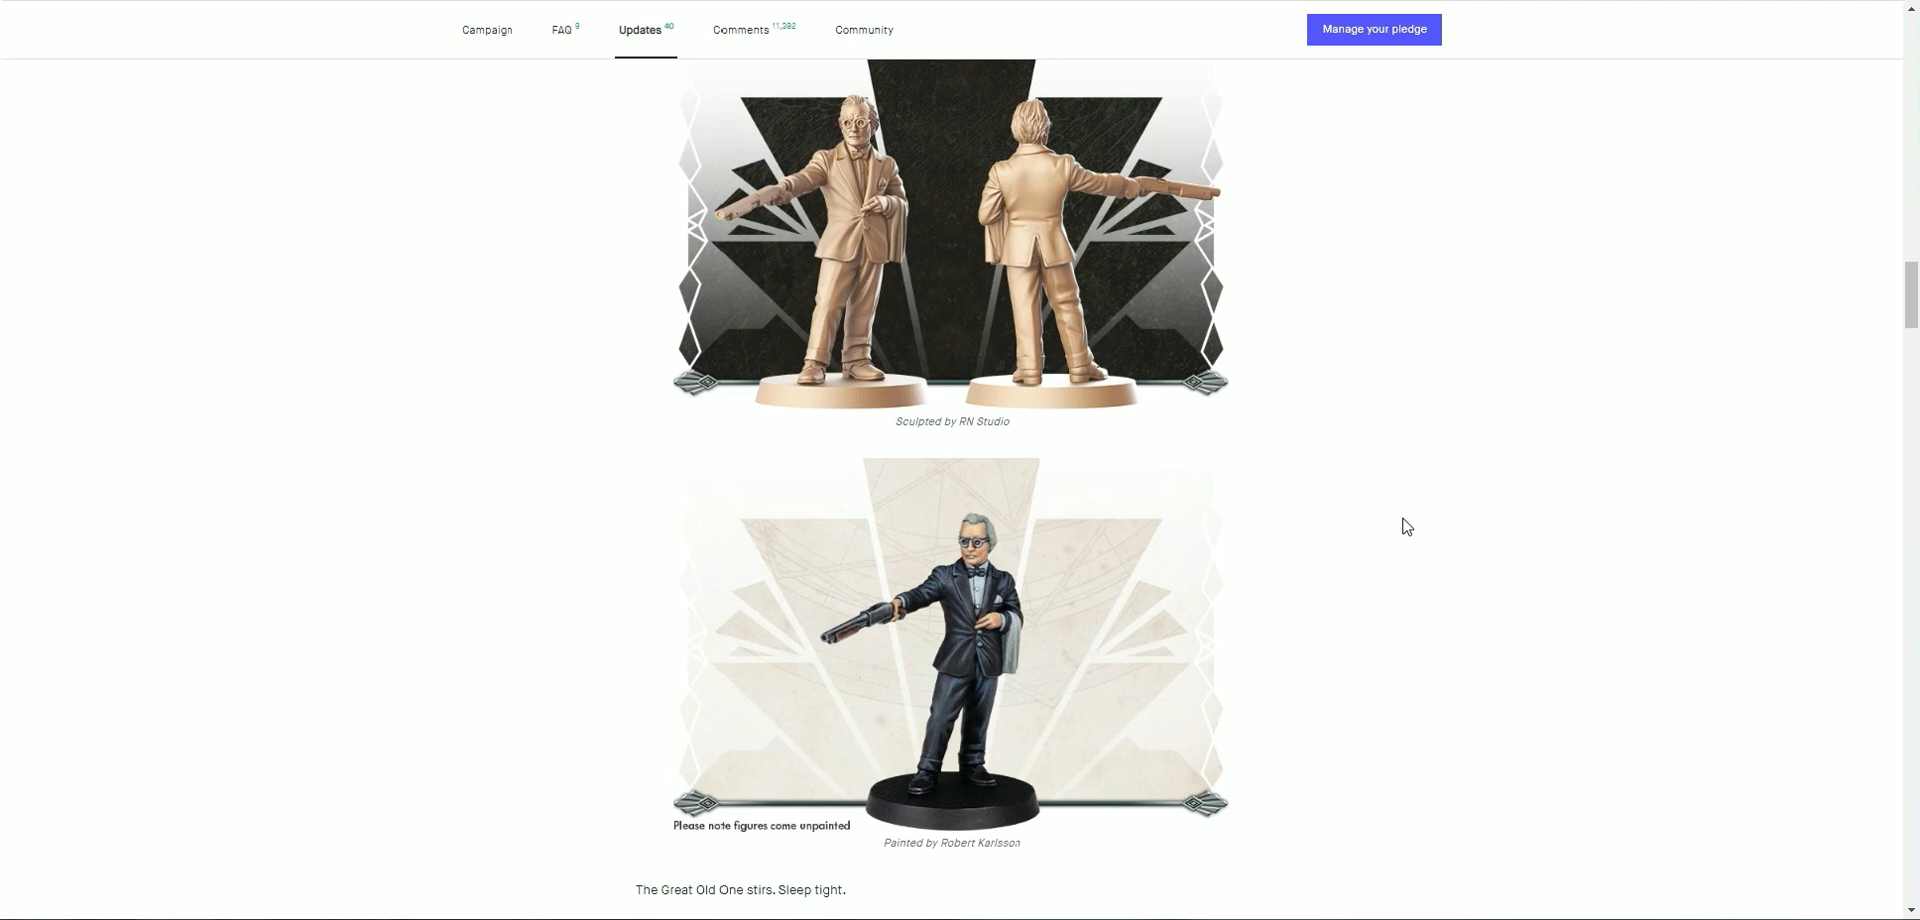 Campaign FAQ 9 Updates 40 Comments 11,392 Community Manage your pledge
Sculpted by RN Studio
Please note figures come unpainted
Painted by Robert Karlsson
The Great Old One stirs. Sleep tight.